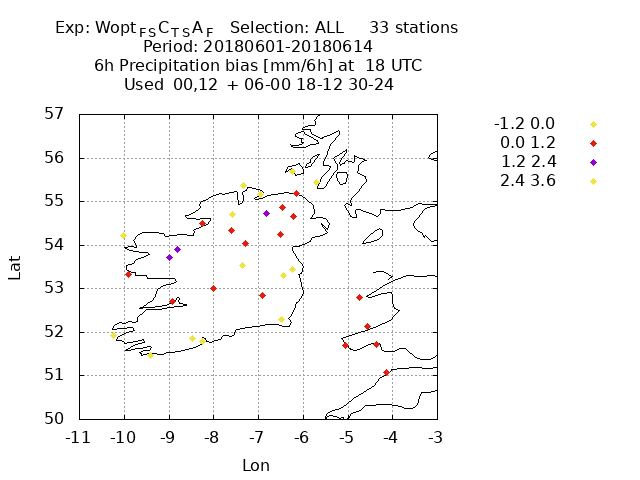 Exp: Wopt FS C TS A F   Selection: ALL     33 stations
Period: 20180601-20180614
6h Precipitation bias [mm/6h] at  18 UTC
Used  00,12  + 06-00 18-12 30-24
-1.2 0.0
0.0 1.2
1.2 2.4
2.4 3.6
57
56
55
54
53
52
51
50
Lat
-11 -10 -9 -8 -7 -6 -5 -4 -3
Lon